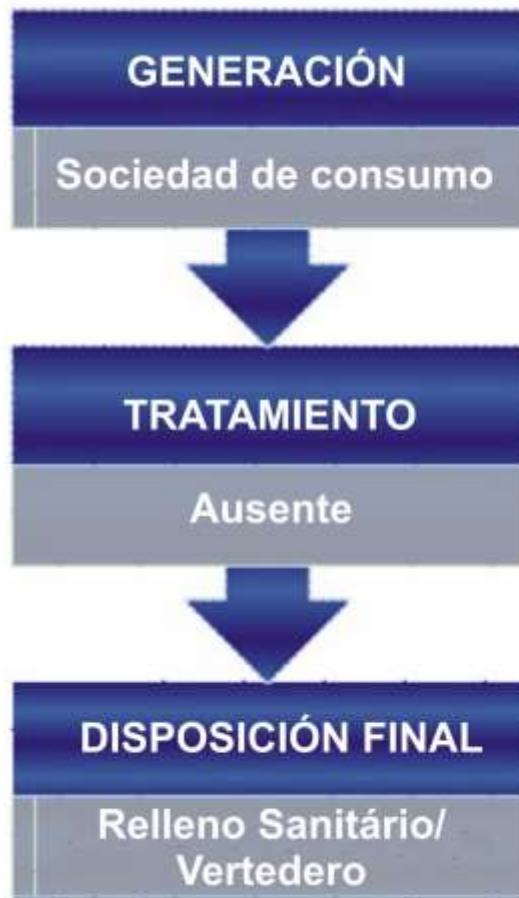 GENERACIÓN
Sociedad de consumo
TRATAMIENTO
Ausente
DISPOSICIÓN FINAL
Relleno Sanitário/
Vertedero